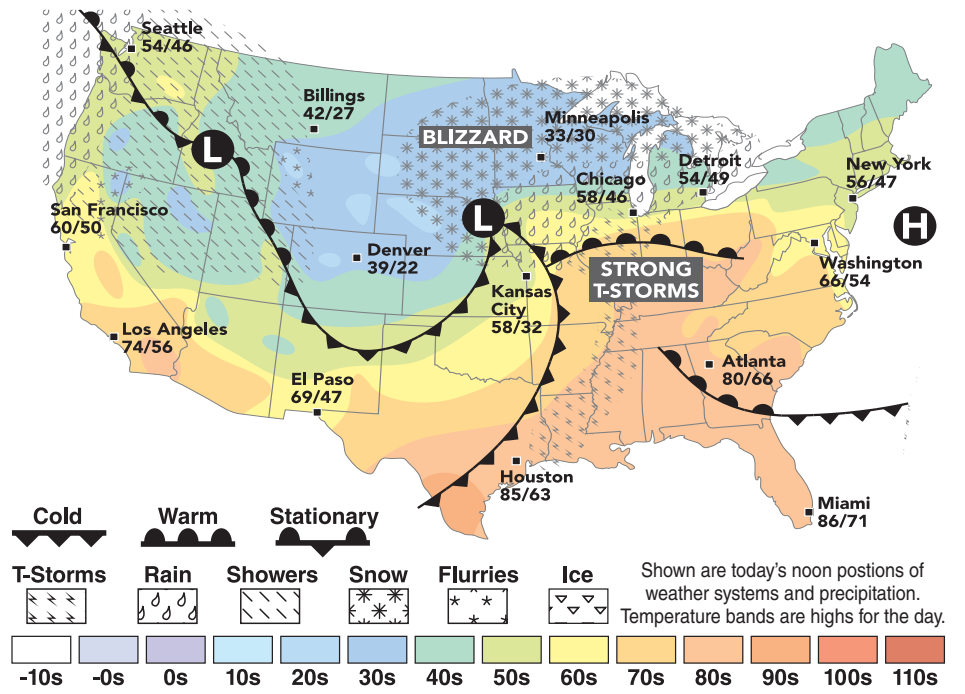 Seattle
54/46
Billings
42/27
BLIZZARD
Minneapolis
33/30
L
Detroit
54/49
Chicago
58/46
New York
56/47
San Francisco
60/50
L
H
Denver
39/22
Washington
66/54
STRONG
T-STORMS
Kansas
City
58/32
Los Angeles
74/56
Atlanta
80/66
El Paso
69/47
Houston
85/63
Miami
86/71
Cold
Warm
Stationary
T-Storms
Rain
Showers
Snow
Flurries
Ice
Shown are today's noon postions of
weather systems and precipitation.
Temperature bands are highs for the day.
-10s
-0s
0s
10s
20s
30s
40s
50s
60s
70s
80s
90s
100s
110s